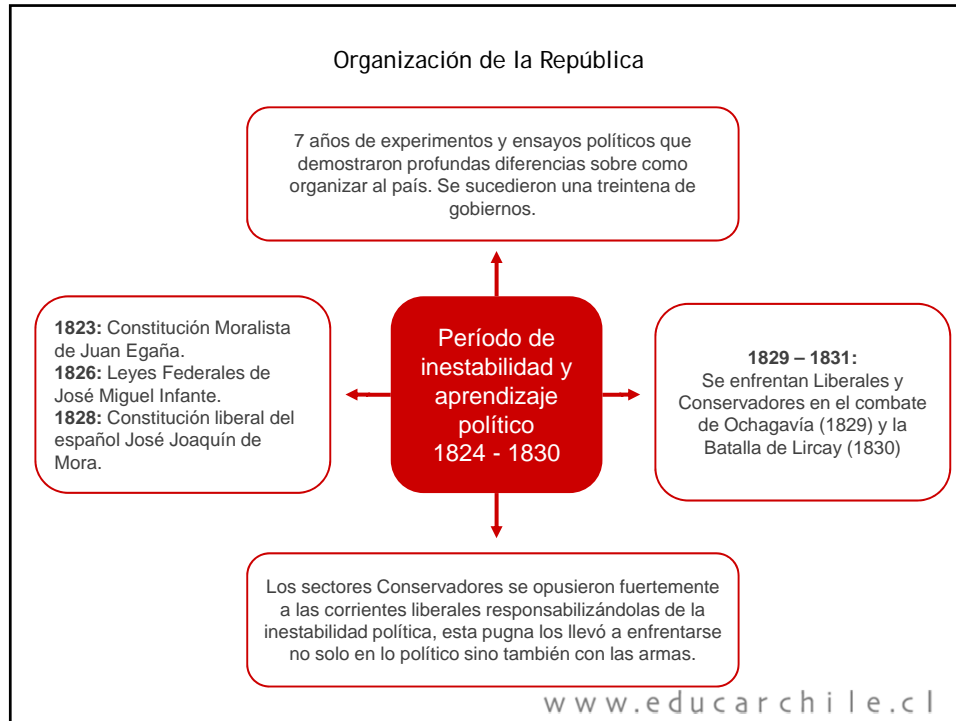 Organización de la República
7 años de experimentos y ensayos políticos que
demostraron profundas diferencias sobre como
organizar al país. Se sucedieron una treintena de
gobiernos.
1823: Constitución Moralista
de Juan Egaña.
1826: Leyes Federales de
José Miguel Infante.
1828: Constitución liberal del
español José Joaquín de
Mora.
Período de
inestabilidad y
aprendizaje
político
1824 - 1830
1829 – 1831:
Se enfrentan Liberales y
Conservadores en el combate
de Ochagavía (1829) y la
Batalla de Lircay (1830)
Los sectores Conservadores se opusieron fuertemente
a las corrientes liberales responsabilizándolas de la
inestabilidad política, esta pugna los llevó a enfrentarse
no solo en lo político sino también con las armas.
www.educarchile.cl